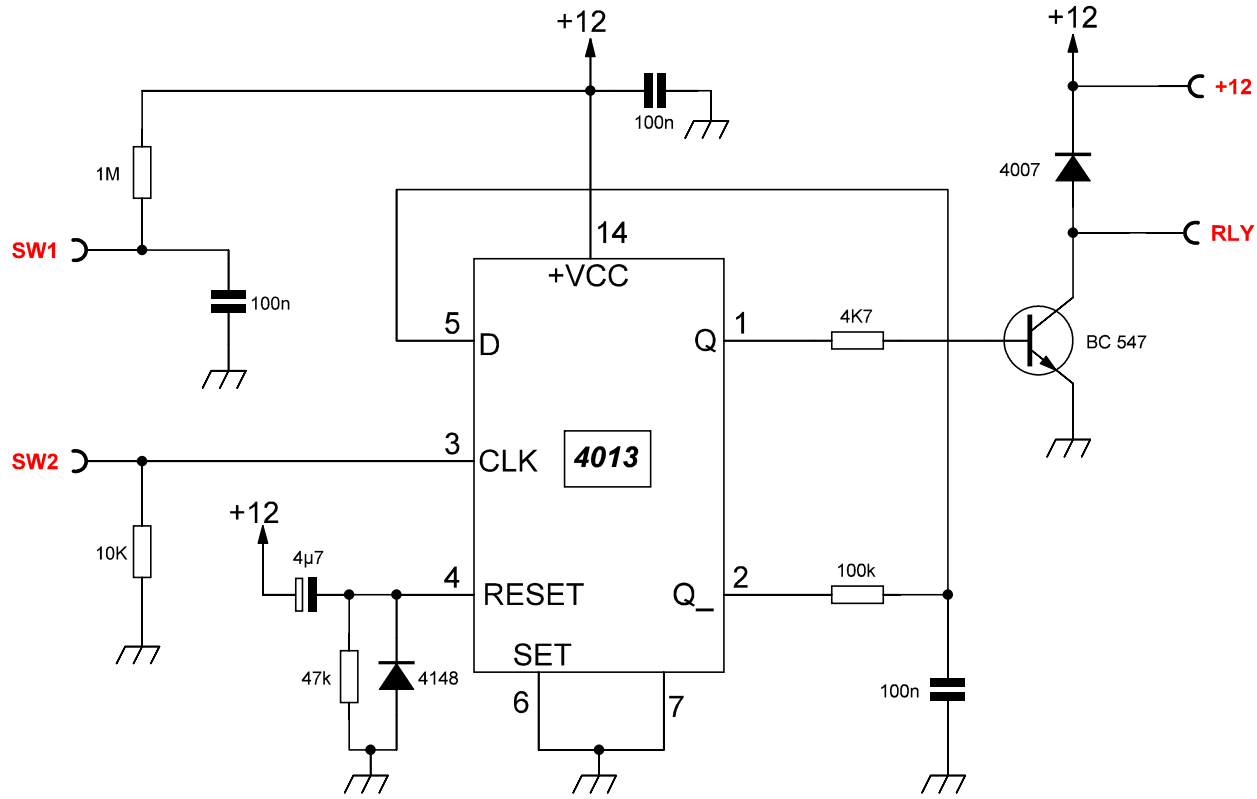 +12
+12
+12
100n
1M
4007
14
SW1
+VCC
RLY
100n
5
D
Q
1
4K7
BC 547
SW2
3
CLK
4013
+12
10K
4µ7
4
RESET
Q_
2
100k
SET
47k
4148
6
7
100n